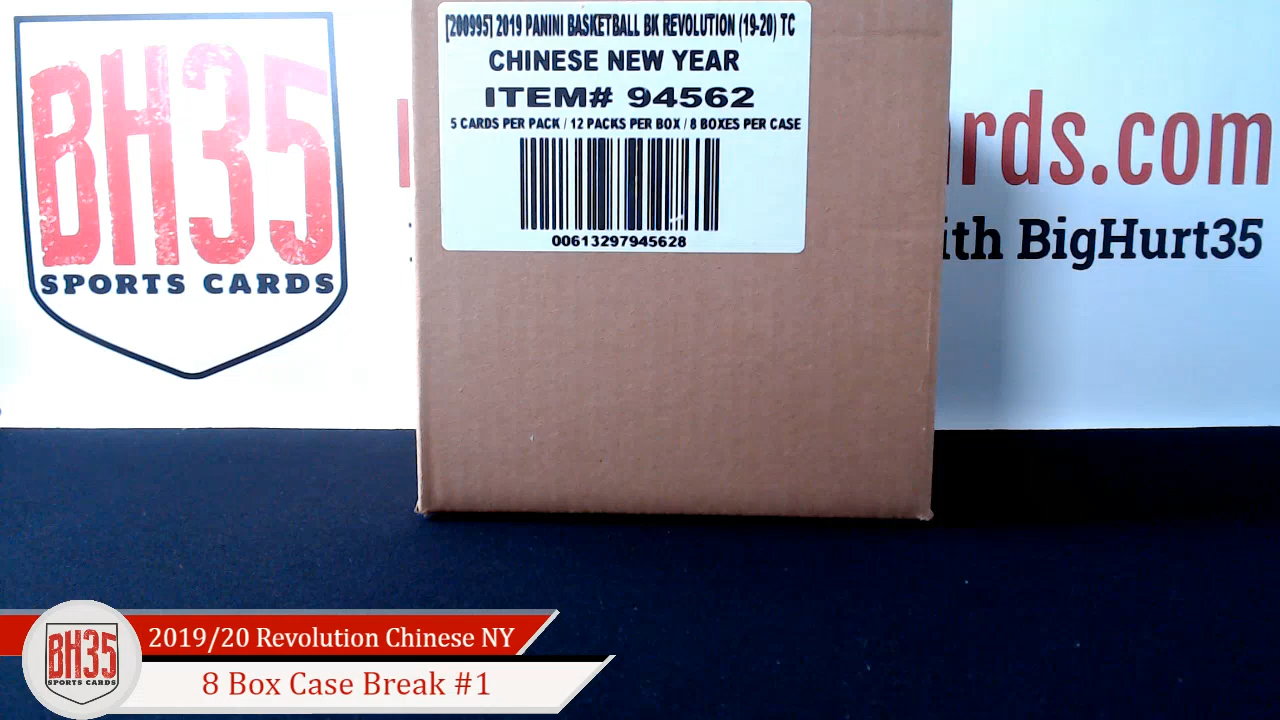 BH35
SPORTS CARDS
[200995] 2019 PANINI BASKETBALL BK REVOLUTION (19-20) TC
CHINESE NEW YEAR
ITEM# 94562
5 CARDS PER PACK / 12 PACKS PER BOX / 8 BOXES PER CASE
00613297945628
rds.com
ith BigHurt35
BH35
SPORTS CARDS
2019/20 Revolution Chinese NY
8 Box Case Break #1